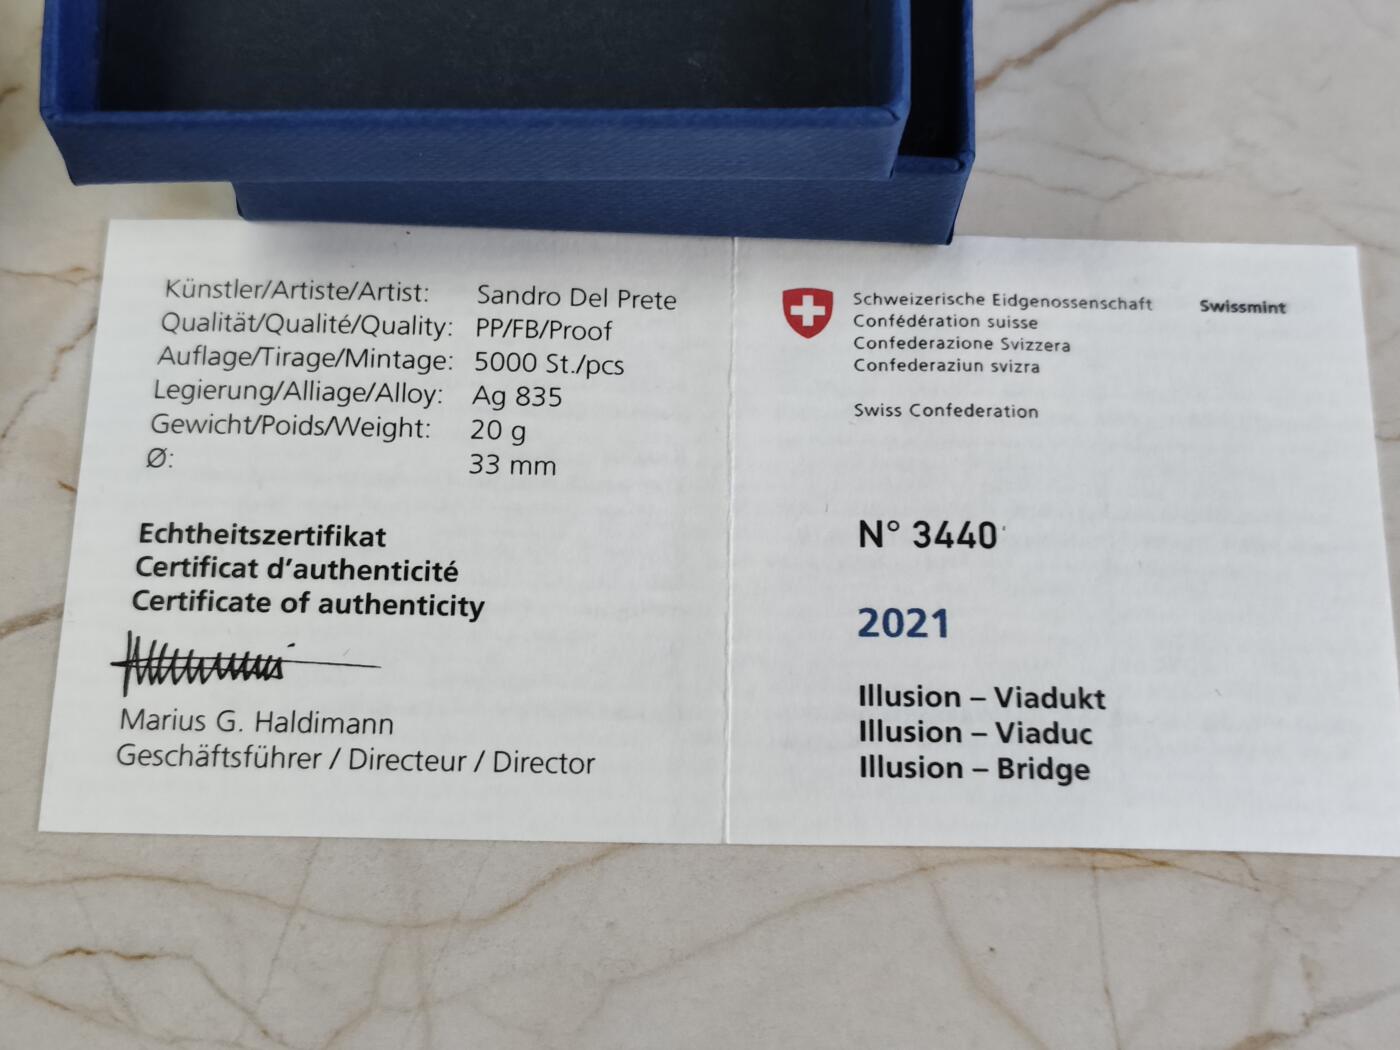 Künstler/Artiste/Artist: Sandro Del Prete
Qualität/Qualité/Quality: PP/FB/Proof
Auflage/Tirage/Mintage: 5000 St./pcs
Legierung/Alliage/Alloy: Ag 835
Gewicht/Poids/Weight: 20 g
Ø: 33 mm
Echtheitszertifikat
Certificat d’authenticité
Certificate of authenticity
Marius G. Haldimann
Geschäftsführer / Directeur / Director
Schweizerische Eidgenossenschaft
Confédération suisse
Confederazione Svizzera
Confederaziun svizra
Swiss Confederation
Swissmint
N° 3440
2021
Illusion – Viadukt
Illusion – Viaduc
Illusion – Bridge